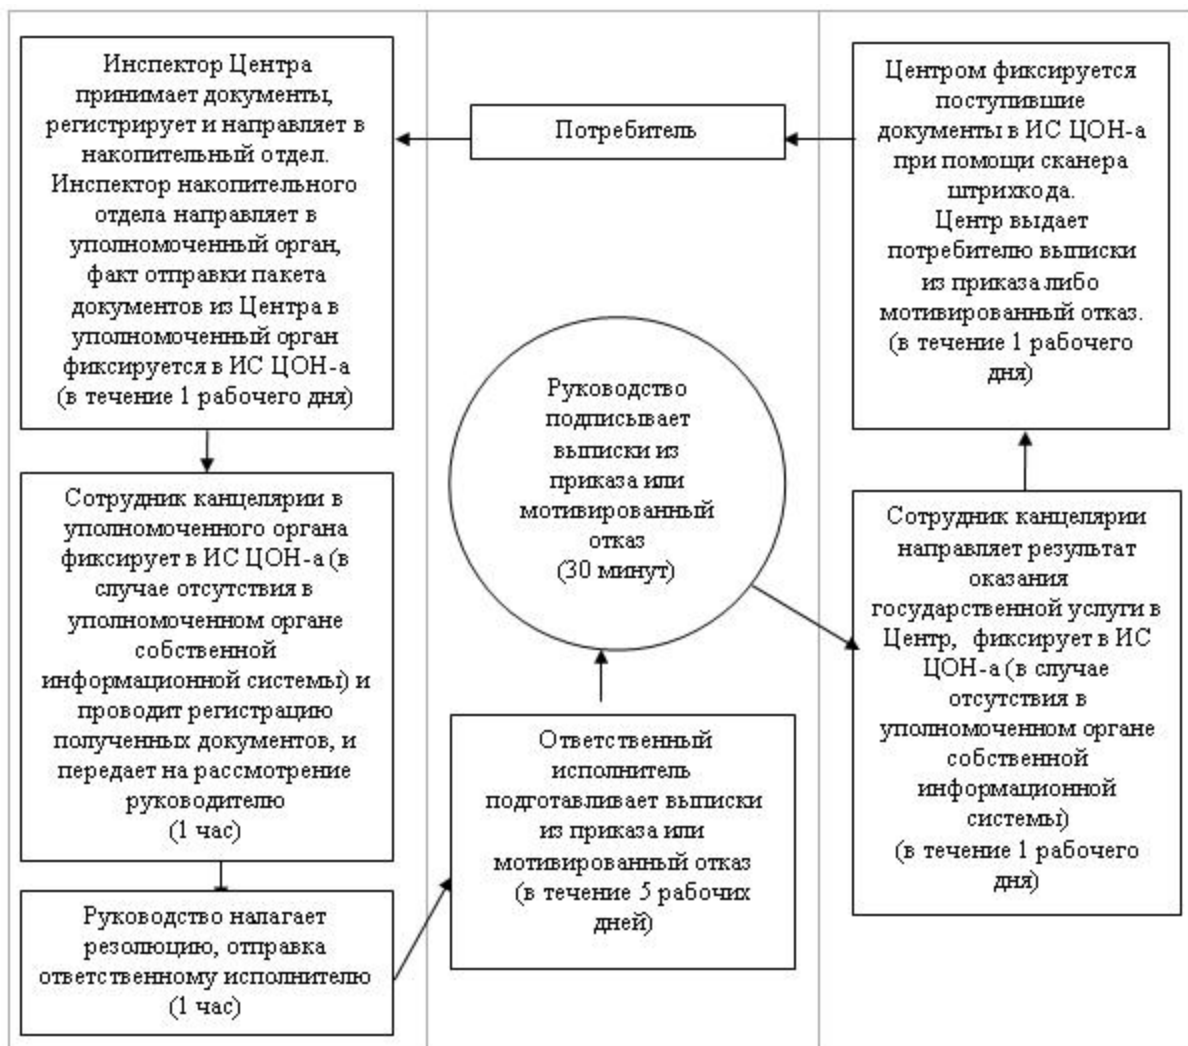 Инспектор Центра
принимает документы,
регистрирует и направляет в
накопительный отдел.
Инспектор накопительного
отдела направляет в
уполномоченный орган,
факт отправки пакета
документов из Центра в
уполномоченный орган
фиксируется в ИС ЦОН-а
(в течение 1 рабочего дня)
Сотрудник канцелярии в
уполномоченного органа
фиксирует в ИС ЦОН-а (в
случае отсутствия в
уполномоченном органе
собственной
информационной системы) и
проводит регистрацию
полученных документов, и
передает на рассмотрение
руководителю
(1 час)
Руководство налагает
резолюцию, отправка
ответственному исполнителю
(1 час)
Потребитель
Руководство
подписывает
выписки из
приказа или
мотивированный
отказ
(30 минут)
Ответственный
исполнитель
подготавливает выписки
из приказа или
мотивированный отказ
(в течение 5 рабочих
дней)
Центром фиксируется
поступившие
документы в ИС ЦОН-а
при помощи сканера
штрихкода.
Центр выдает
потребителю выписки
из приказа либо
мотивированный отказ.
(в течение 1 рабочего
дня)
Сотрудник канцелярии
направляет результат
оказания
государственной услуги в
Центр, фиксирует в ИС
ЦОН-а (в случае
отсутствия в
уполномоченном органе
собственной
информационной
системы)
(в течение 1 рабочего
дня)